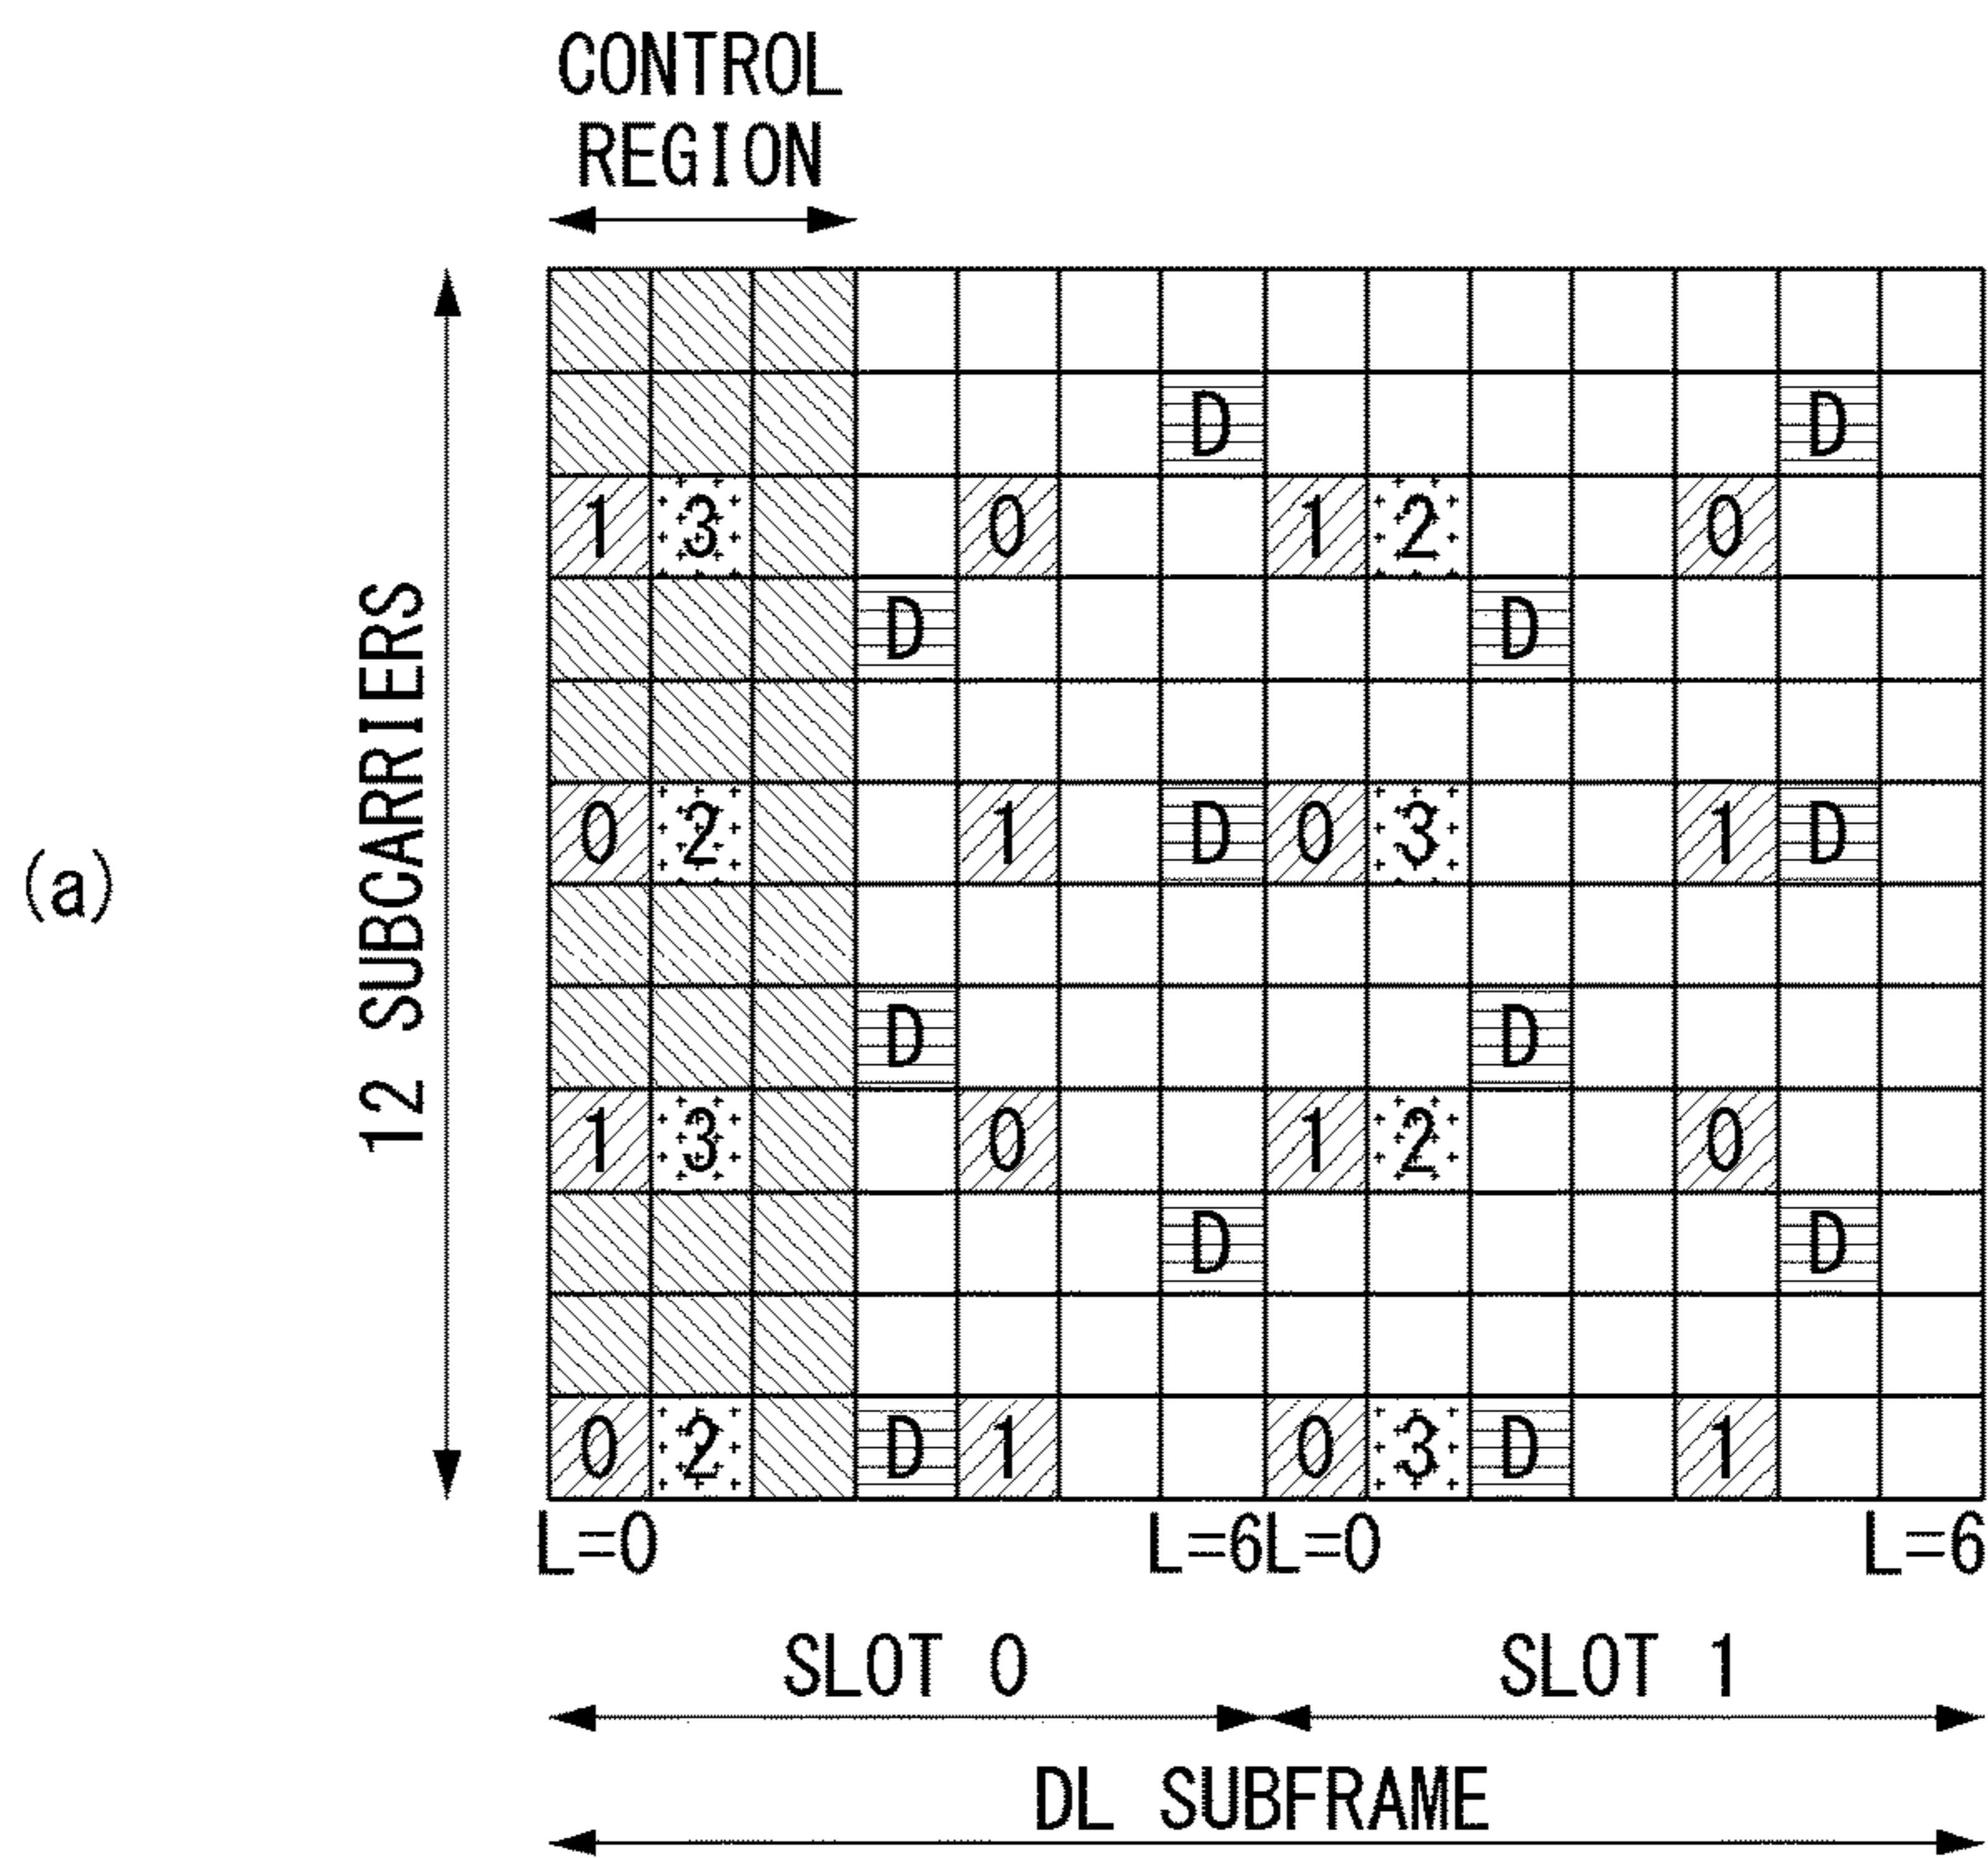 CONTROL
REGION
12 SUBCARRIERS
(a)
D D
1 3 0 1 2 0
D D
0 2 1 D 0 3 1 D
D D
1 3 0 1 2 0
D D
0 2 D 1 0 3 D 1
L=0 L=6 L=0 L=6
SLOT 0 SLOT 1
DL SUBFRAME